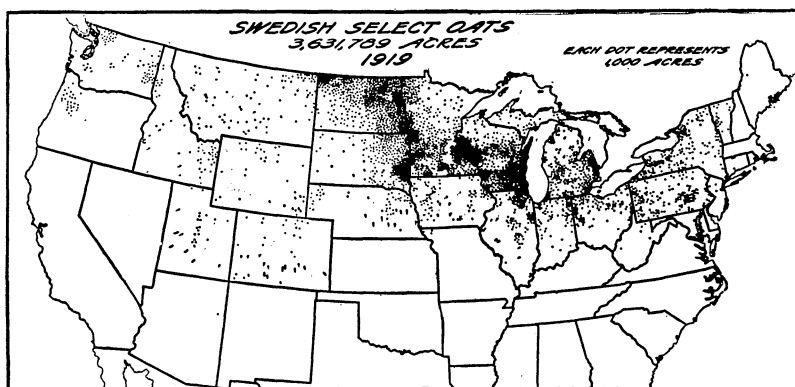 SWEDISH SELECT OATS
3,631,789 ACRES
1919
EACH DOT REPRESENTS
1,000 ACRES